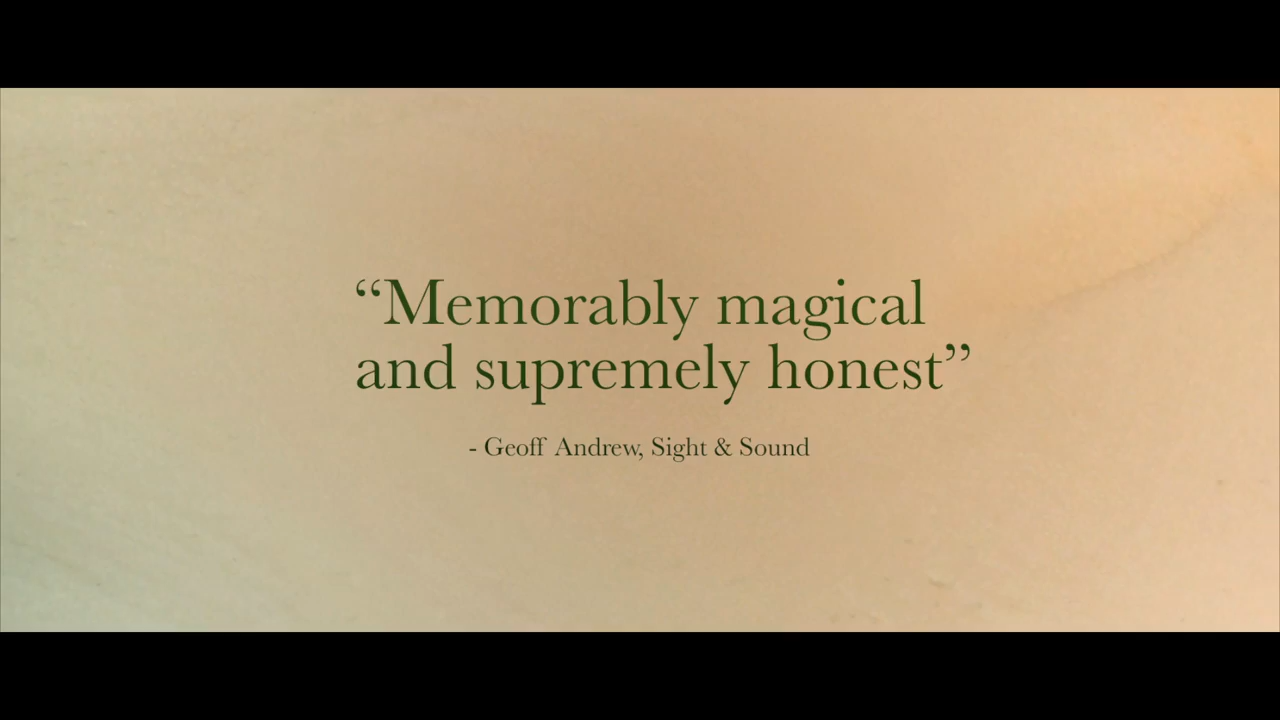 “Memorably magical
and supremely honest”
- Geoff Andrew, Sight & Sound